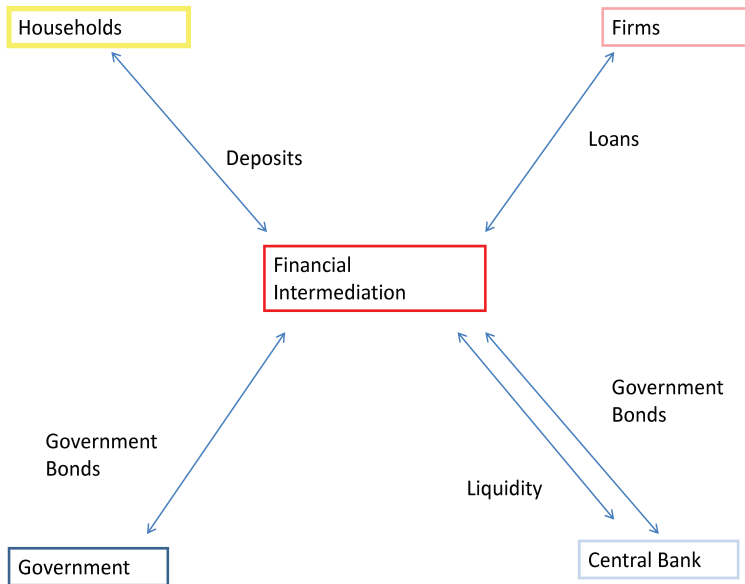 Households
Firms
Deposits
Loans
Financial
Intermediation
Government
Bonds
Government
Bonds
Liquidity
Government
Central Bank